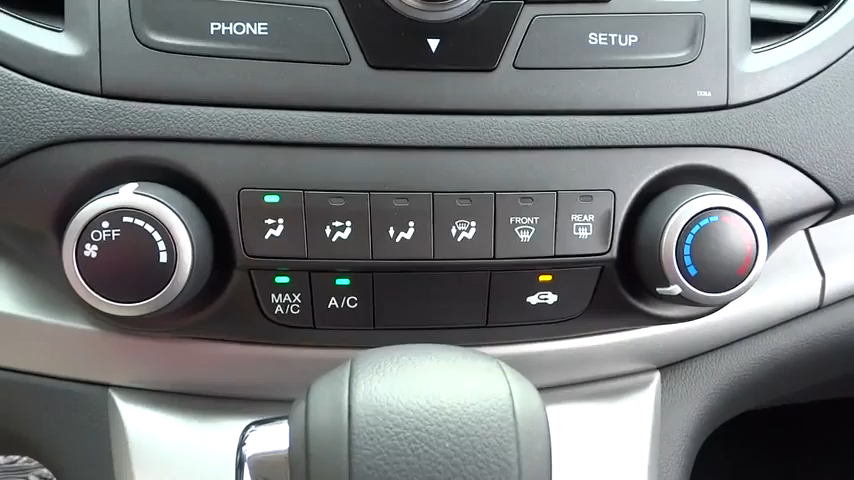 PHONE
SETUP
OFF
FRONT
REAR
MAX
A/C
A/C